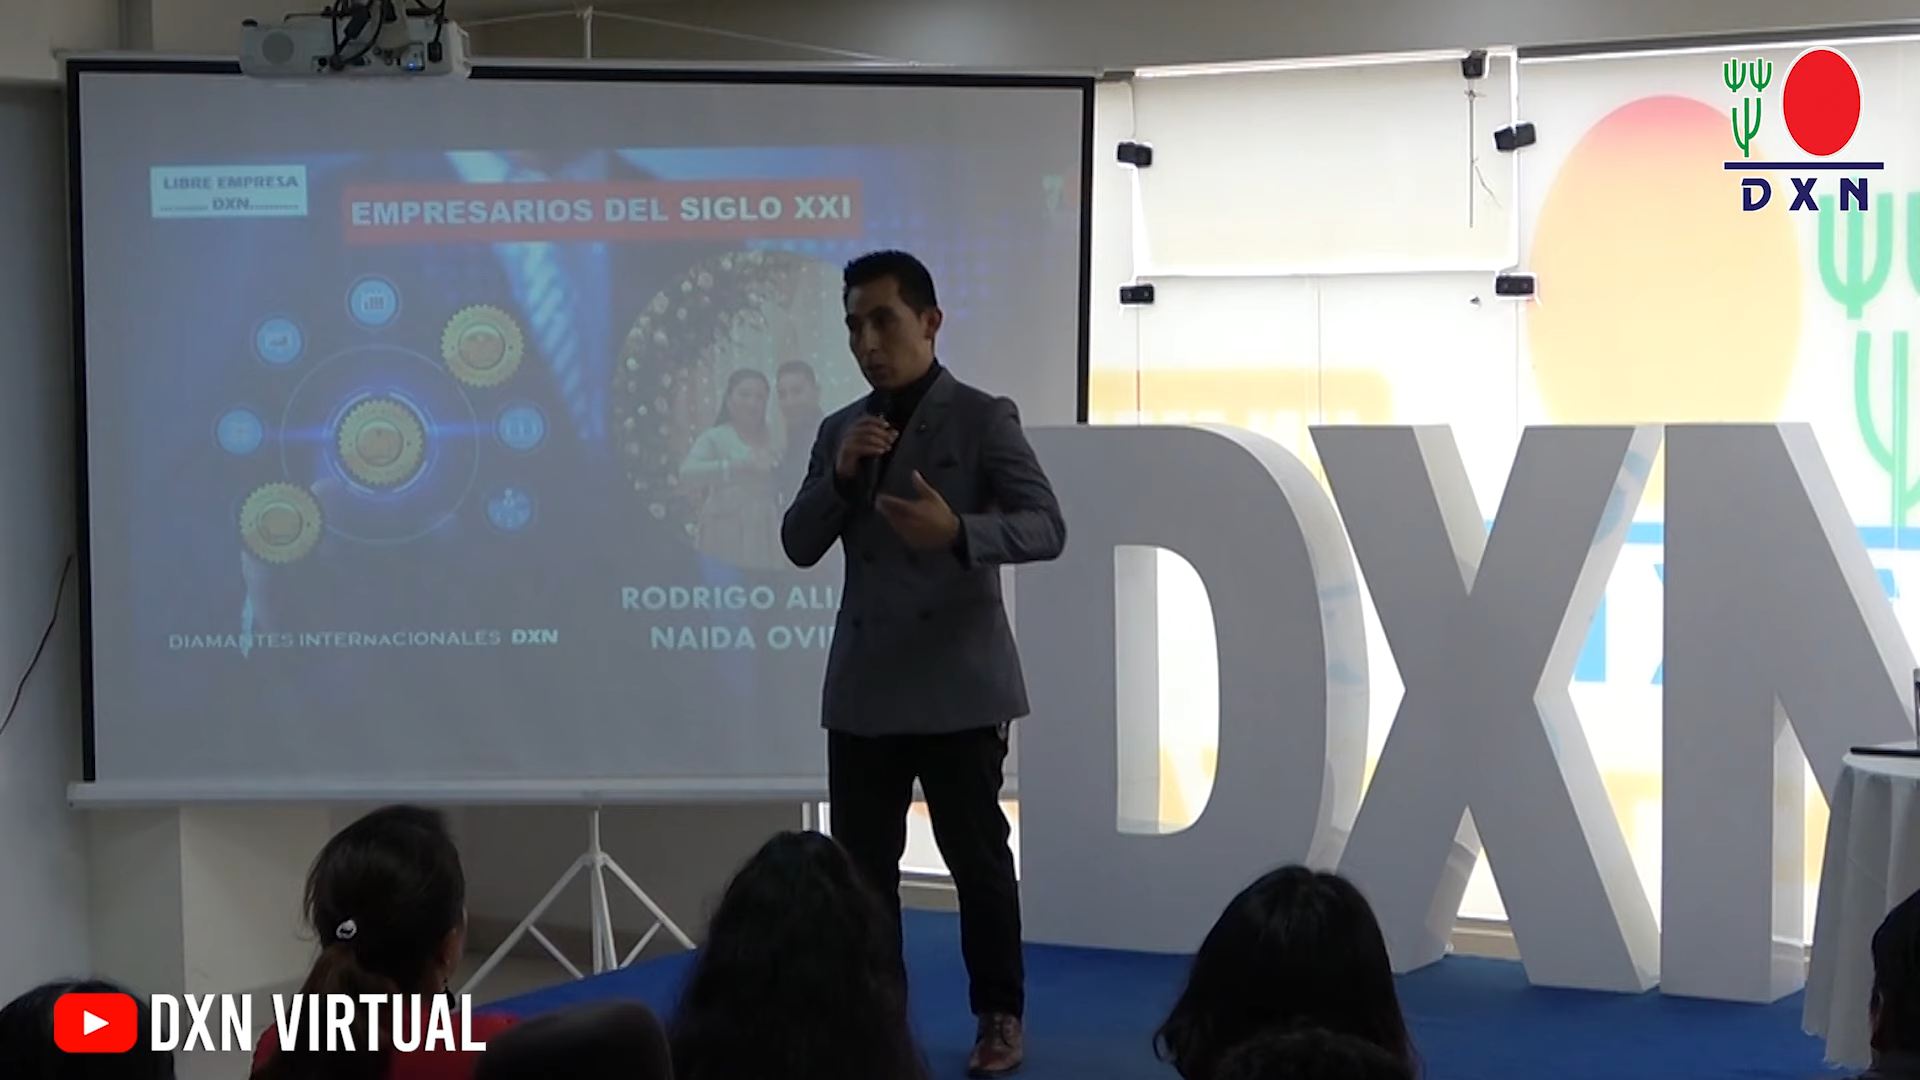 LIBRE EMPRESA
.......... DXN..........
EMPRESARIOS DEL SIGLO XXI
RODRIGO
NAIDA
DIAMANTES INTERNACIONALES DXN
DXN
DXN
DXN VIRTUAL